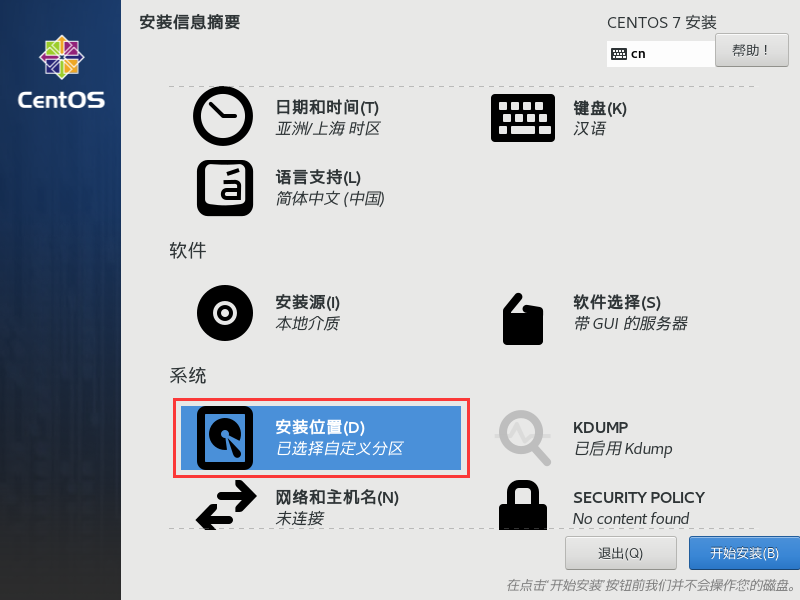 安装信息摘要
CENTOS 7 安装
cn
帮助！
CentOS
日期和时间(T)
亚洲/上海 时区
键盘(K)
汉语
语言支持(L)
简体中文 (中国)
软件
安装源(I)
本地介质
软件选择(S)
带 GUI 的服务器
系统
安装位置(D)
已选择自定义分区
KDUMP
已启用 Kdump
网络和主机名(N)
未连接
SECURITY POLICY
No content found
退出(Q)
开始安装(B)
在点击“开始安装”按钮前我们并不会操作您的磁盘。